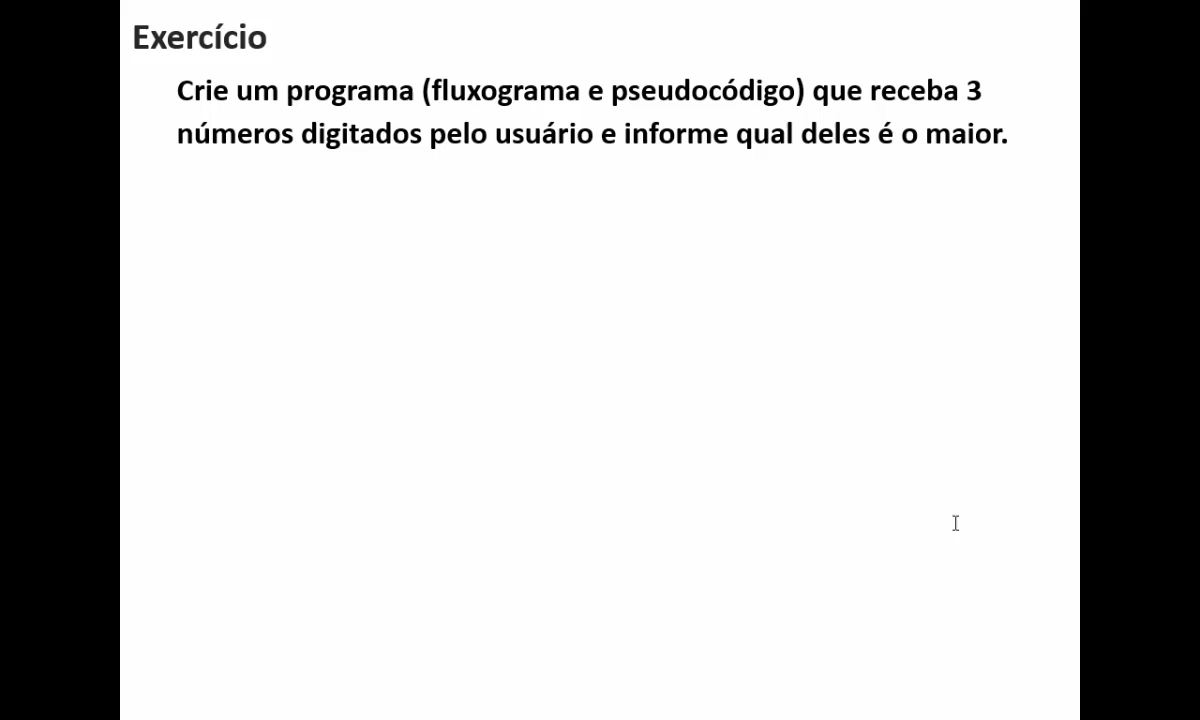 Exercício
Crie um programa (fluxograma e pseudocódigo) que receba 3
números digitados pelo usuário e informe qual deles é o maior.